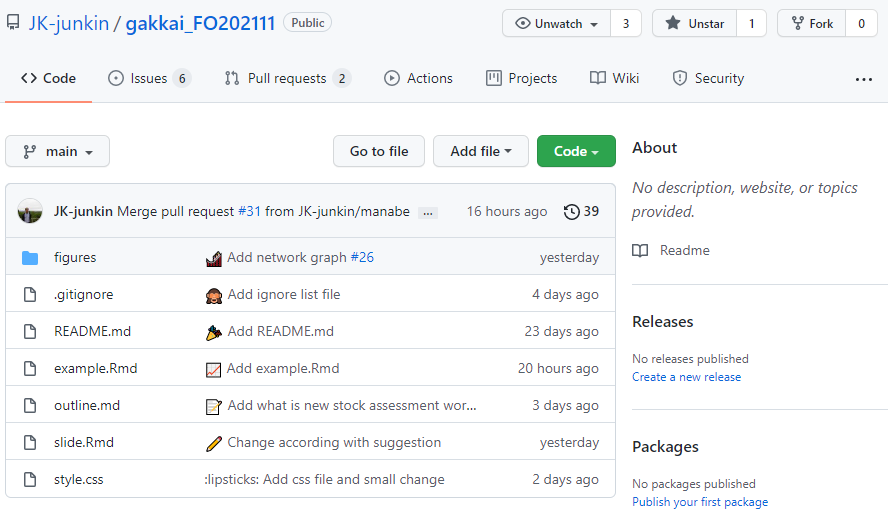 JK-junkin / gakkai_FO202111 Public Unwatch 3 Unstar 1 Fork 0
Code Issues 6 Pull requests 2 Actions Projects Wiki Security ...
main Go to file Add file Code
JK-junkin Merge pull request #31 from JK-junkin/manabe ... 16 hours ago 39
figures Add network graph #26 yesterday
.gitignore Add ignore list file 4 days ago
README.md Add README.md 23 days ago
example.Rmd Add example.Rmd 20 hours ago
outline.md Add what is new stock assessment wor... 3 days ago
slide.Rmd Change according with suggestion yesterday
style.css :lipsticks: Add css file and small change 2 days ago
About
No description, website, or topics
provided.
Readme
Releases
No releases published
Create a new release
Packages
No packages published
Publish your first package